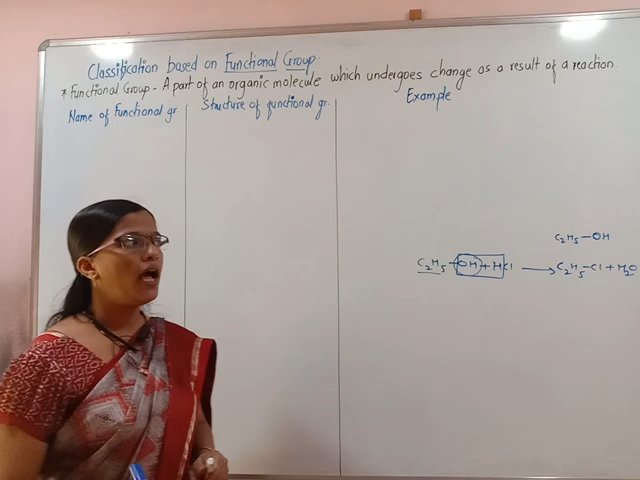 Classification based on Functional Group:
* Functional Group - A part of an organic molecule which undergoes change as a result of a reaction.
Name of Functional gr.
Structure of functional gr.
Example
C₂H₅—OH
C₂H₅—OH + HCl ⟶ C₂H₅—Cl + H₂O